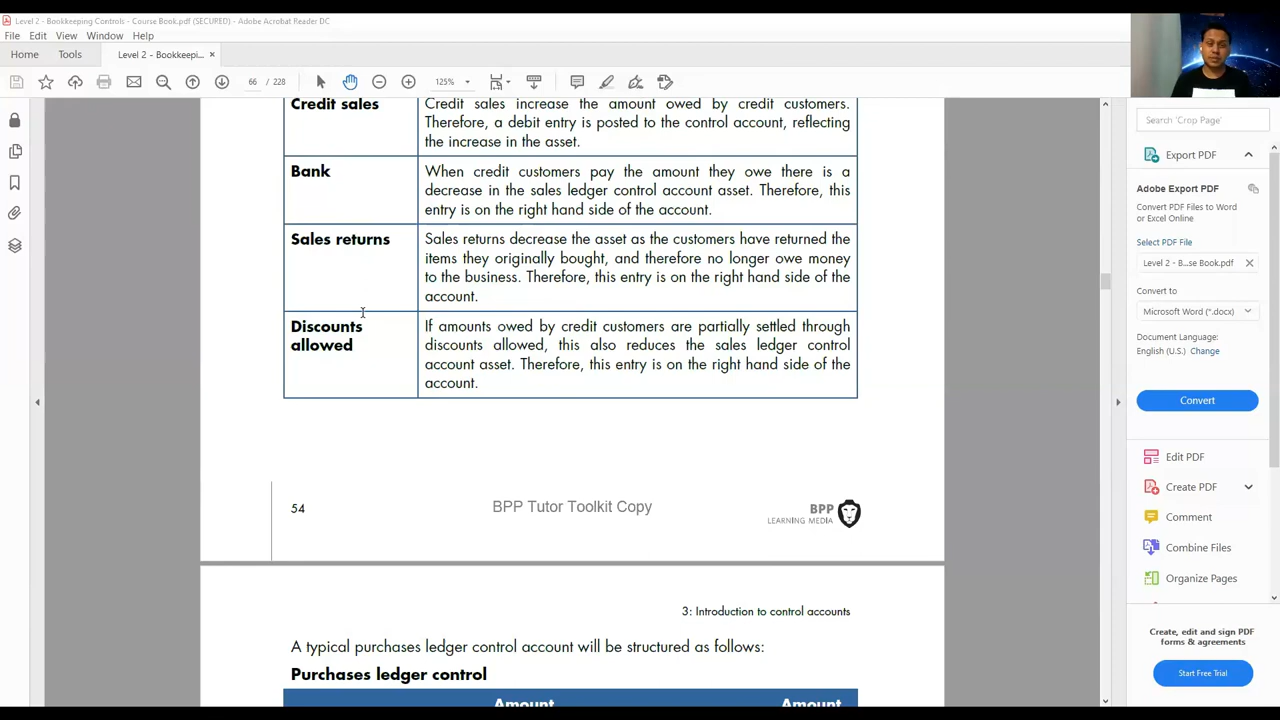 Level 2 - Bookkeeping Controls - Course Book.pdf (SECURED) - Adobe Acrobat Reader DC
File Edit View Window Help
Home Tools Level 2 - Bookkeepi... ×
66 / 228 125%
Credit sales Credit sales increase the amount owed by credit customers.
Therefore, a debit entry is posted to the control account, reflecting
the increase in the asset.
Bank When credit customers pay the amount they owe there is a
decrease in the sales ledger control account asset. Therefore, this
entry is on the right hand side of the account.
Sales returns Sales returns decrease the asset as the customers have returned the
items they originally bought, and therefore no longer owe money
to the business. Therefore, this entry is on the right hand side of the
account.
Discounts If amounts owed by credit customers are partially settled through
allowed discounts allowed, this also reduces the sales ledger control
account asset. Therefore, this entry is on the right hand side of the
account.
54 BPP Tutor Toolkit Copy BPP
LEARNING MEDIA
3: Introduction to control accounts
A typical purchases ledger control account will be structured as follows:
Purchases ledger control
Amount Amount
Search 'Crop Page'
Export PDF
Adobe Export PDF
Convert PDF Files to Word
or Excel Online
Select PDF File
Level 2 - B...se Book.pdf ×
Convert to
Microsoft Word (*.docx)
Document Language:
English (U.S.) Change
Convert
Edit PDF
Create PDF
Comment
Combine Files
Organize Pages
Create, edit and sign PDF
forms & agreements
Start Free Trial